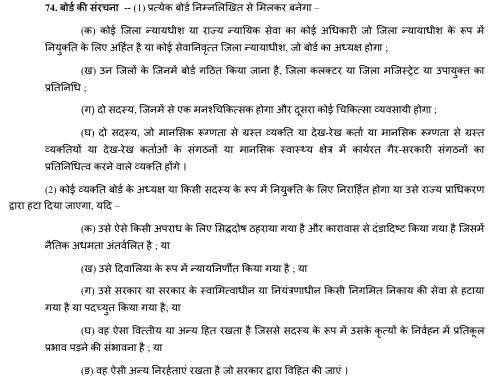 74. बोर्ड की संरचना -- (1) प्रत्येक बोर्ड निम्नलिखित से मिलकर बनेगा –
(क) कोई जिला न्यायधीश या राज्य न्यायिक सेवा का कोई अधिकारी जो जिला न्यायाधीश के रूप में
नियुक्ति के लिए अर्हित है या कोई सेवानिवृत्त जिला न्यायाधीश, जो बोर्ड का अध्यक्ष होगा ;
(ख) उन जिलों के जिनमें बोर्ड गठित किया जाना है, जिला कलक्टर या जिला मजिस्ट्रेट या उपायुक्त का
प्रतिनिधि ;
(ग) दो सदस्य, जिनमें से एक मनश्चिकित्सक होगा और दूसरा कोई चिकित्सा व्यवसायी होगा ;
(घ) दो सदस्य, जो मानसिक रूग्णता से ग्रस्त व्यक्ति या देख-रेख कर्ता या मानसिक रूग्णता से ग्रस्त
व्यक्तियों या देख-रेख कर्ताओं के संगठनों या मानसिक स्वास्थ्य क्षेत्र में कार्यरत गैर-सरकारी संगठनों का
प्रतिनिधित्व करने वाले व्यक्ति होंगे ।
(2) कोई व्यक्ति बोर्ड के अध्यक्ष या किसी सदस्य के रूप में नियुक्ति के लिए निरर्हित होगा या उसे राज्य प्राधिकरण
द्वारा हटा दिया जाएगा, यदि –
(क) उसे ऐसे किसी अपराध के लिए सिद्धदोष ठहराया गया है और कारावास से दंडादिष्ट किया गया है जिसमें
नैतिक अधमता अंतर्वलित है ; या
(ख) उसे दिवालिया के रूप में न्यायनिर्णीत किया गया है ; या
(ग) उसे सरकार या सरकार के स्वामित्वाधीन या नियंत्रणाधीन किसी निगमित निकाय की सेवा से हटाया
गया है या पदच्युत किया गया है; या
(घ) वह ऐसा वित्तीय या अन्य हित रखता है जिससे सदस्य के रूप में उसके कृत्यों के निर्वहन में प्रतिकूल
प्रभाव पड़ने की संभावना है ; या
(ङ) वह ऐसी अन्य निरर्हताएं रखता है जो सरकार द्वारा विहित की जाएं ।